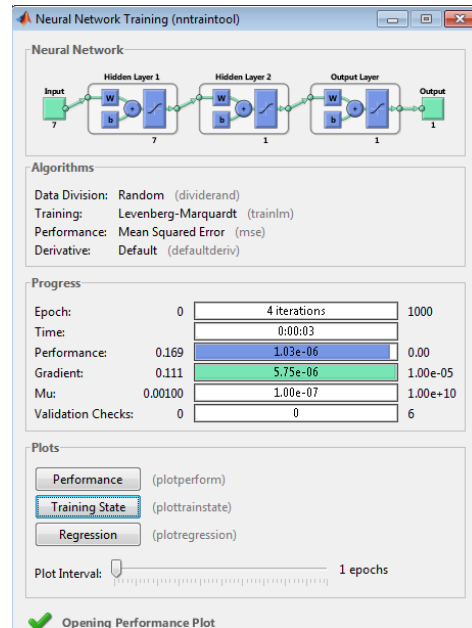 Neural Network Training (nntraintool)
Neural Network
Hidden Layer 1 Hidden Layer 2 Output Layer
Input Output
W W W
b b b
7 7 1 1 1
Algorithms
Data Division: Random (dividerand)
Training: Levenberg-Marquardt (trainlm)
Performance: Mean Squared Error (mse)
Derivative: Default (defaultderiv)
Progress
Epoch: 0 4 iterations 1000
Time: 0:00:03
Performance: 0.169 1.03e-06 0.00
Gradient: 0.111 5.75e-06 1.00e-05
Mu: 0.00100 1.00e-07 1.00e+10
Validation Checks: 0 0 6
Plots
Performance (plotperform)
Training State (plottrainstate)
Regression (plotregression)
Plot Interval: 1 epochs
Opening Performance Plot